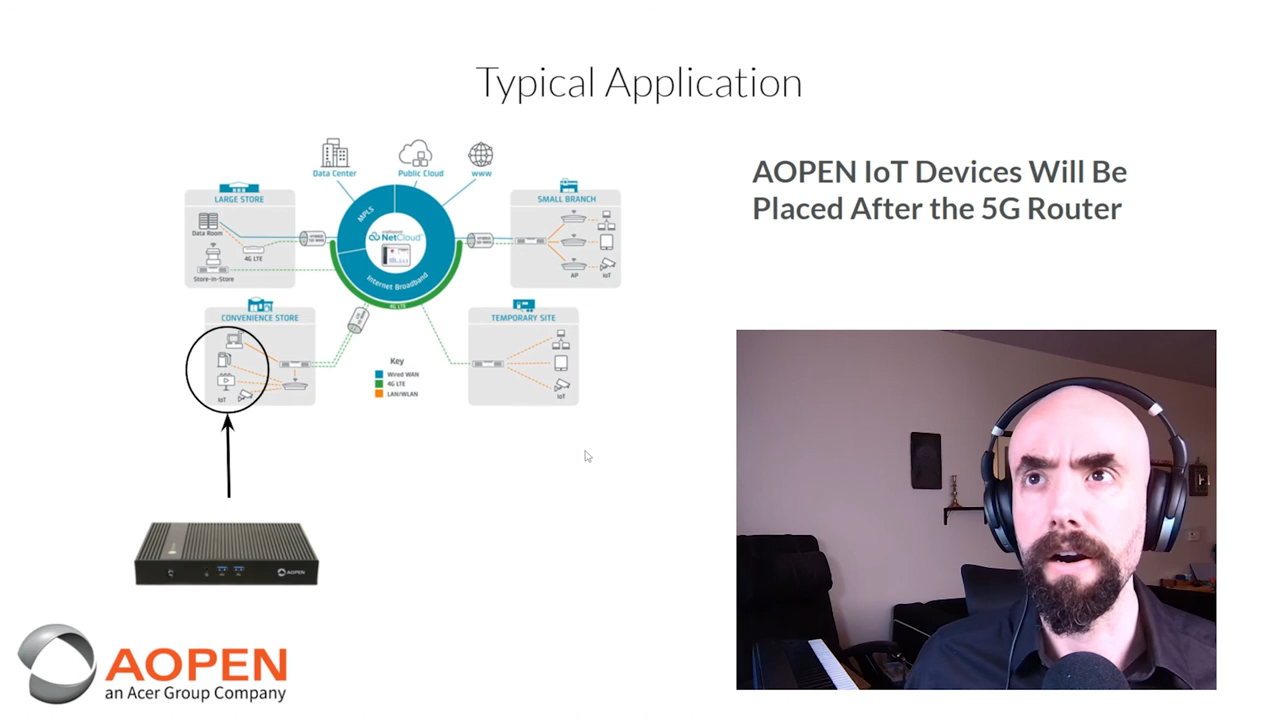 Typical Application
AOPEN IoT Devices Will Be
Placed After the 5G Router
Data Center
Public Cloud
www
LARGE STORE
Data Room
4G LTE
Store-in-Store
MPLS
NetCloud
Internet Broadband
4G LTE
SMALL BRANCH
AP
IoT
CONVENIENCE STORE
IoT
TEMPORARY SITE
IoT
Key
Wired WAN
4G LTE
LAN/WLAN
AOPEN
AOPEN
an Acer Group Company